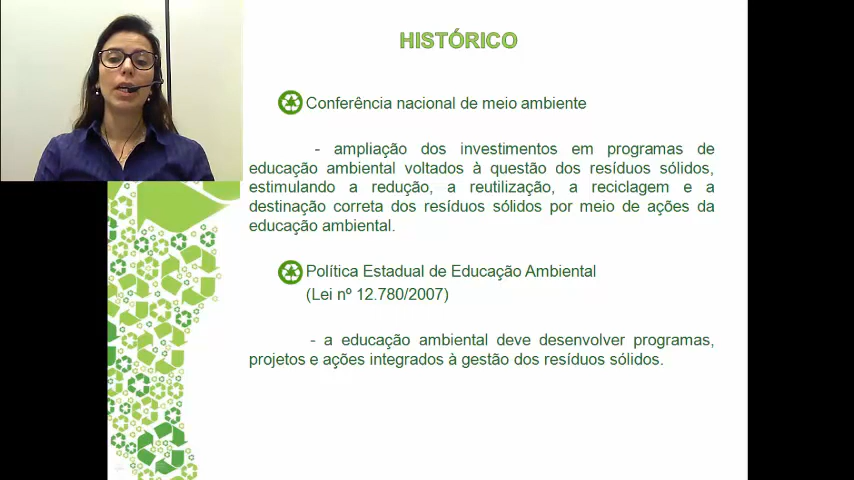 HISTÓRICO
Conferência nacional de meio ambiente
- ampliação dos investimentos em programas de
educação ambiental voltados à questão dos resíduos sólidos,
estimulando a redução, a reutilização, a reciclagem e a
destinação correta dos resíduos sólidos por meio de ações da
educação ambiental.
Política Estadual de Educação Ambiental
(Lei nº 12.780/2007)
- a educação ambiental deve desenvolver programas,
projetos e ações integrados à gestão dos resíduos sólidos.